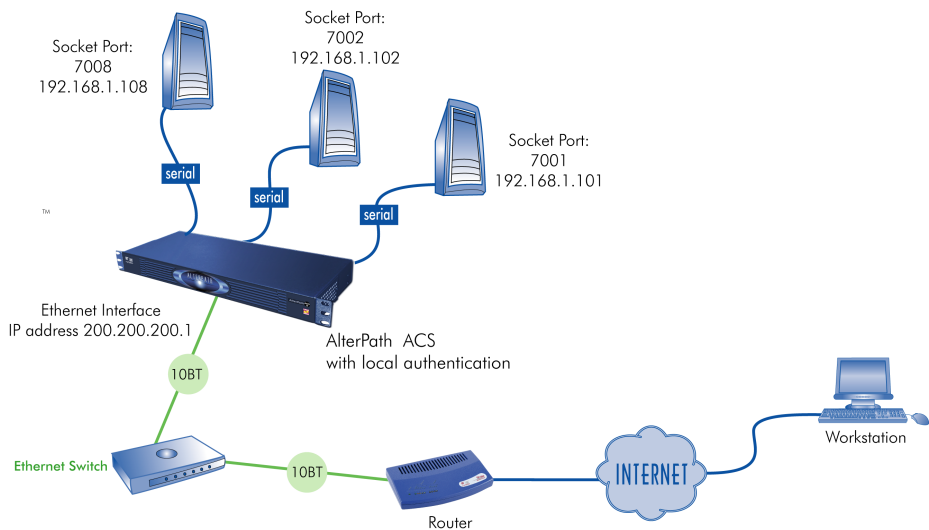 Socket Port:
7008
192.168.1.108
Socket Port:
7002
192.168.1.102
Socket Port:
7001
192.168.1.101
serial
serial
serial
TM
ALTERPATH
Ethernet Interface
IP address 200.200.200.1
AlterPath ACS
with local authentication
10BT
Ethernet Switch
10BT
Router
INTERNET
Workstation